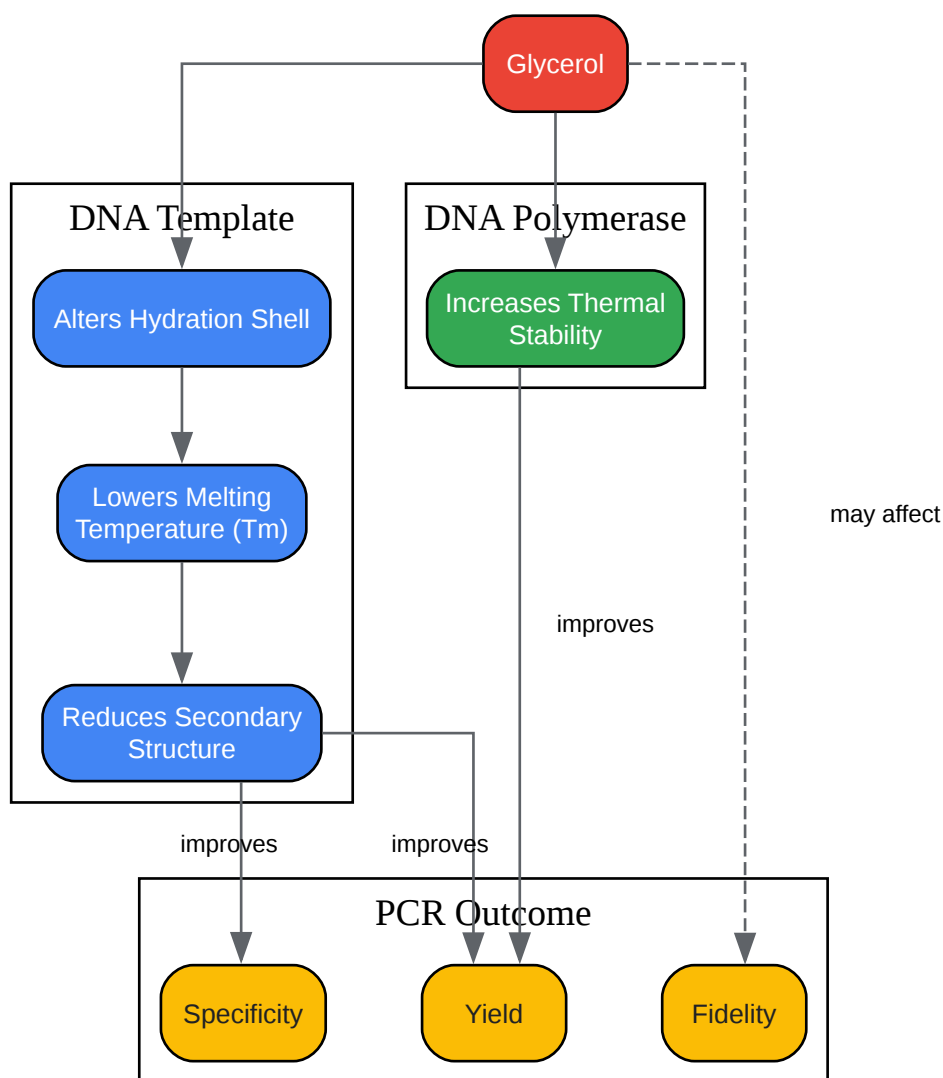 Glycerol
DNA Template
DNA Polymerase
Alters Hydration Shell
Increases Thermal
Stability
Lowers Melting
Temperature (Tm)
may affect
improves
Reduces Secondary
Structure
improves
improves
PCR Outcome
Specificity
Yield
Fidelity